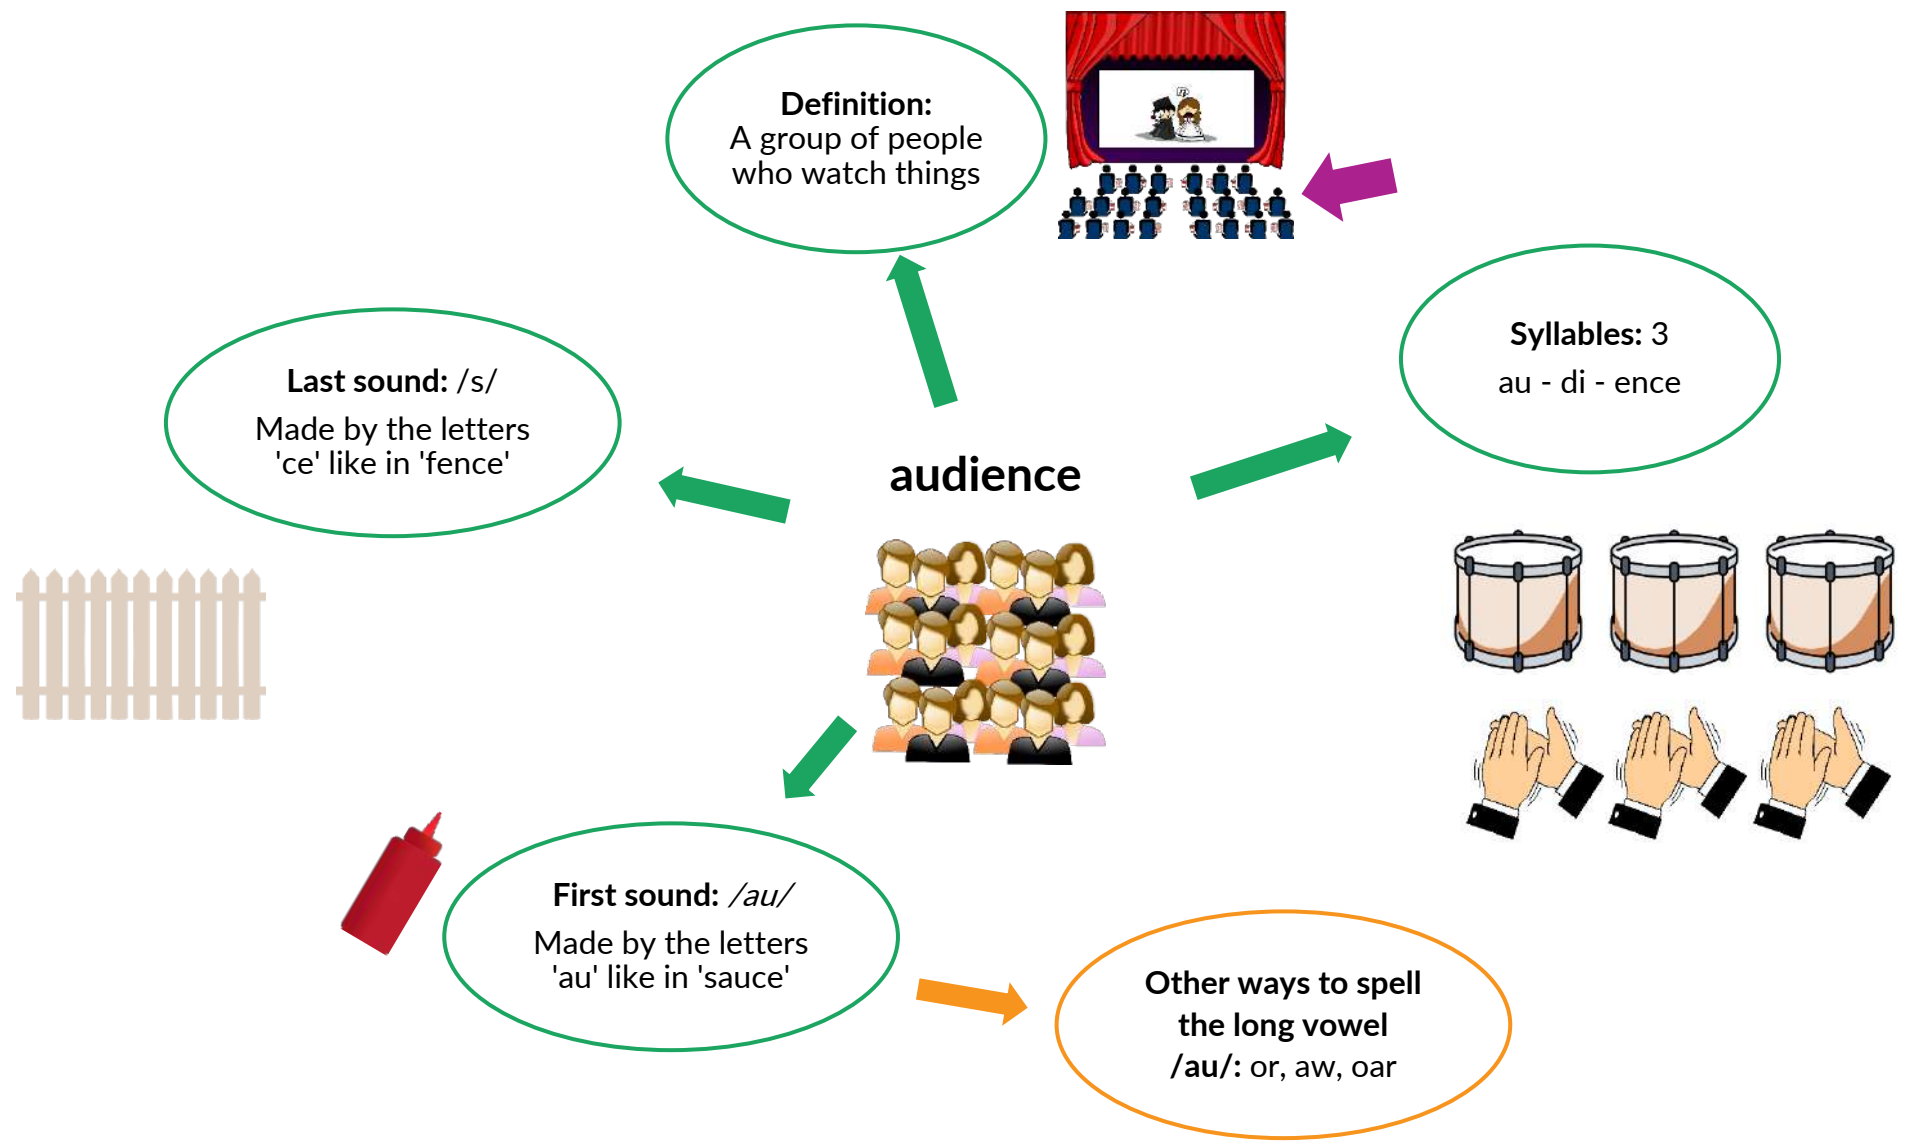 Definition:
A group of people
who watch things
Syllables: 3
au - di - ence
Last sound: /s/
Made by the letters
'ce' like in 'fence'
audience
First sound: /au/
Made by the letters
'au' like in 'sauce'
Other ways to spell
the long vowel
/au/: or, aw, oar